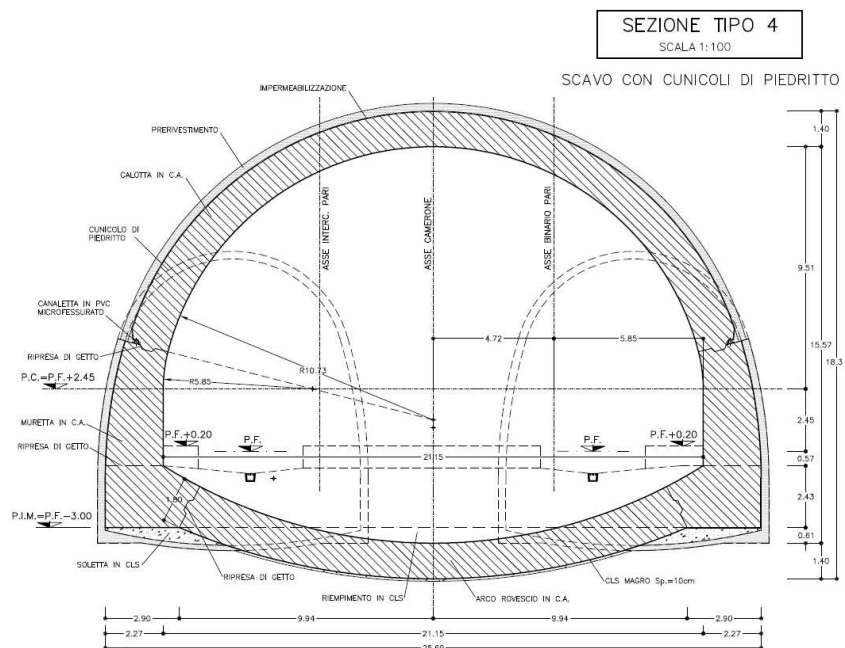 SEZIONE TIPO 4
SCALA 1:100
SCAVO CON CUNICOLI DI PIEDRITTO
IMPERMEABILIZZAZIONE
PRERIVESTIMENTO
CALOTTA IN C.A.
CUNICOLO DI
PIEDRITTO
CANALETTA IN PVC
MICROFESSURATO
RIPRESA DI GETTO
P.C.=P.F.+2.45
MURETTA IN C.A.
RIPRESA DI GETTO
P.I.M.=P.F.-3.00
SOLETTA IN CLS
RIPRESA DI GETTO
RIEMPIMENTO IN CLS
ARCO ROVESCIO IN C.A.
CLS MAGRO Sp.=10cm
ASSE INTERC. PARI
ASSE CAMERONE
ASSE BINARIO PARI
4.72
5.85
R10.73
R5.85
P.F.+0.20
P.F.
P.F.
P.F.+0.20
21.15
1.80
1.40
9.51
15.57
18.3
2.45
0.57
2.43
0.61
1.40
2.90
9.94
9.94
2.90
2.27
21.15
2.27